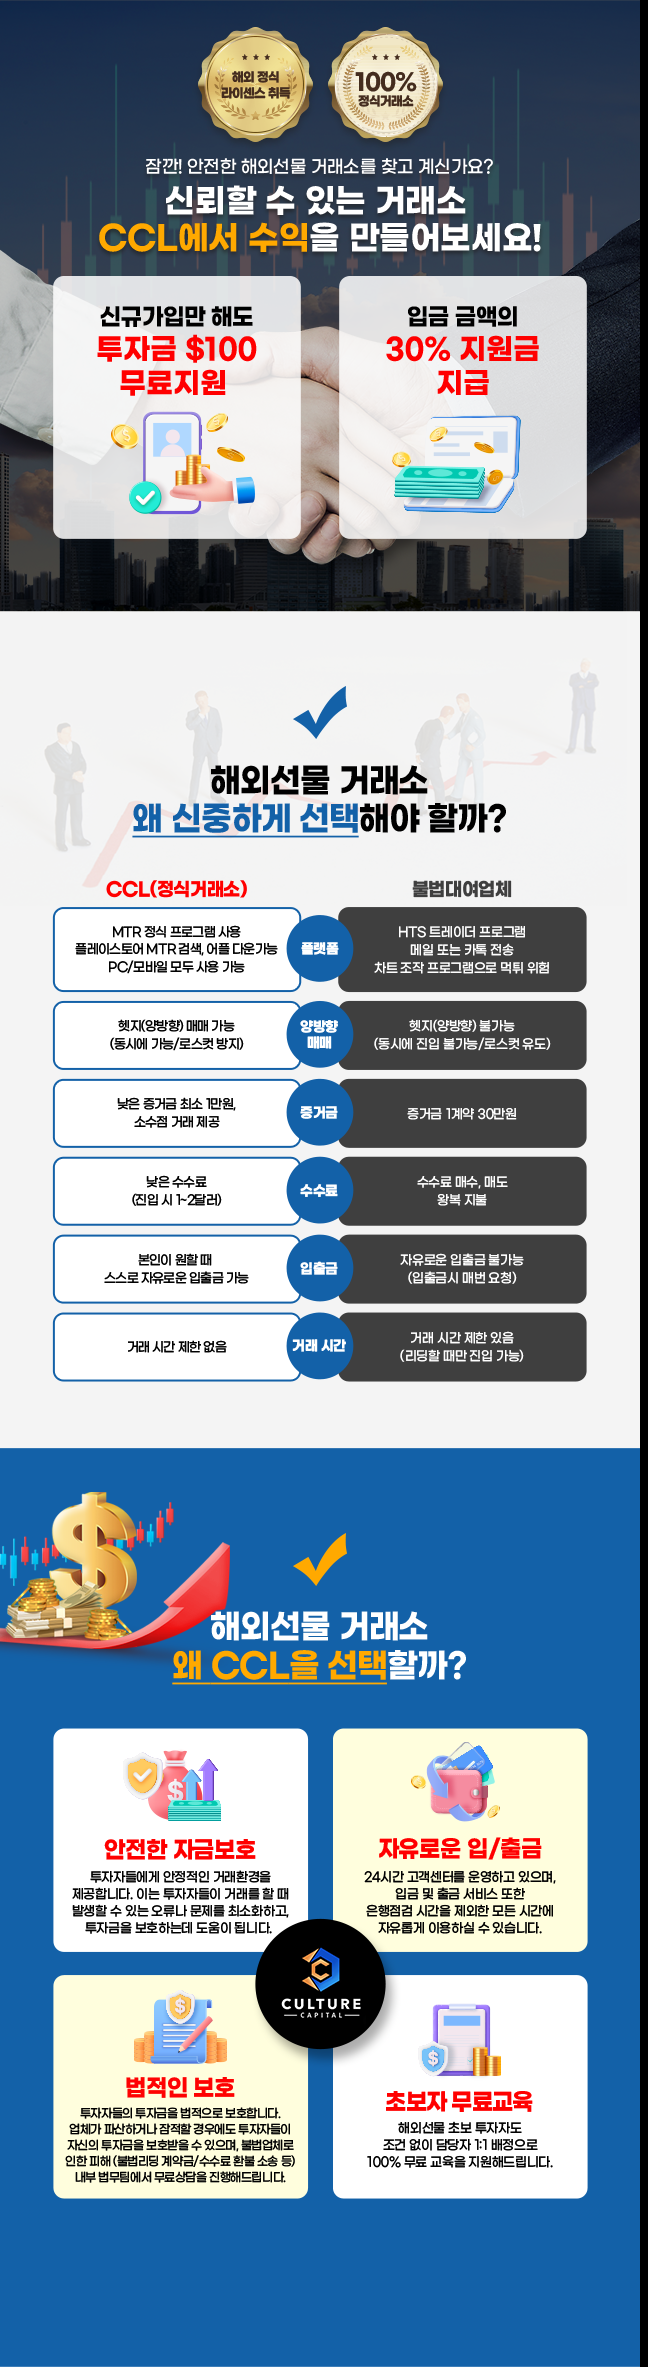 해외 정식
라이센스 취득
100%
정식거래소
잠깐! 안전한 해외선물 거래소를 찾고 계신가요?
신뢰할 수 있는 거래소
CCL에서 수익을 만들어보세요!
신규가입만 해도
투자금 $100
무료지원
입금 금액의
30% 지원금
지급
해외선물 거래소
왜 신중하게 선택해야 할까?
CCL(정식거래소)
불법대여업체
MTR 정식 프로그램 사용
플레이스토어 MTR 검색, 어플 다운가능
PC/모바일 모두 사용 가능
플랫폼
HTS 트레이더 프로그램
메일 또는 카톡 전송
차트 조작 프로그램으로 먹튀 위험
헷지(양방향) 매매 가능
(동시에 가능/로스컷 방지)
양방향
매매
헷지(양방향) 불가능
(동시에 진입 불가능/로스컷 유도)
낮은 증거금 최소 1만원,
소수점 거래 제공
증거금
증거금 1계약 30만원
낮은 수수료
(진입 시 1~2달러)
수수료
수수료 매수, 매도
왕복 지불
본인이 원할 때
스스로 자유로운 입출금 가능
입출금
자유로운 입출금 불가능
(입출금시 매번 요청)
거래 시간 제한 없음
거래 시간
거래 시간 제한 있음
(리딩할 때만 진입 가능)
해외선물 거래소
왜 CCL을 선택할까?
안전한 자금보호
투자자들에게 안정적인 거래환경을
제공합니다. 이는 투자자들이 거래를 할 때
발생할 수 있는 오류나 문제를 최소화하고,
투자금을 보호하는데 도움이 됩니다.
자유로운 입/출금
24시간 고객센터를 운영하고 있으며,
입금 및 출금 서비스 또한
은행점검 시간을 제외한 모든 시간에
자유롭게 이용하실 수 있습니다.
CULTURE
CAPITAL
법적인 보호
투자자들의 투자금을 법적으로 보호합니다.
업체가 파산하거나 잠적할 경우에도 투자자들이
자신의 투자금을 보호받을 수 있으며, 불법업체로
인한 피해 (불법리딩 계약금/수수료 환불 소송 등)
내부 법무팀에서 무료상담을 진행해드립니다.
초보자 무료교육
해외선물 초보 투자자도
조건 없이 담당자 1:1 배정으로
100% 무료 교육을 지원해드립니다.